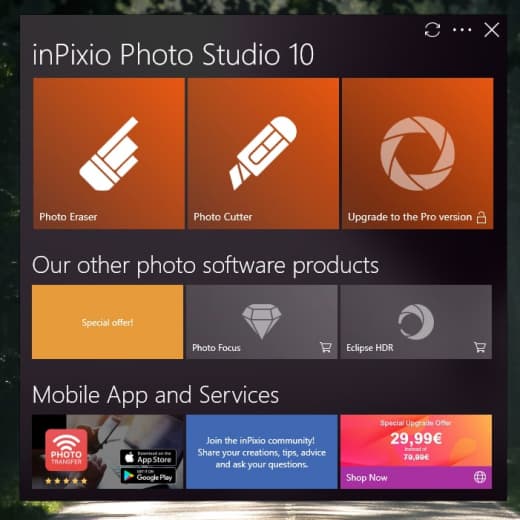 inPixio Photo Studio 10
Photo Eraser
Photo Cutter
Upgrade to the Pro version
Our other photo software products
Special offer!
Photo Focus
Eclipse HDR
Mobile App and Services
PHOTO
TRANSFER
Download on the
App Store
GET IT ON
Google Play
Join the inPixio community!
Share your creations, tips, advice
and ask your questions.
Special Upgrade Offer
29,99€
Instead of
79,99€
Shop Now